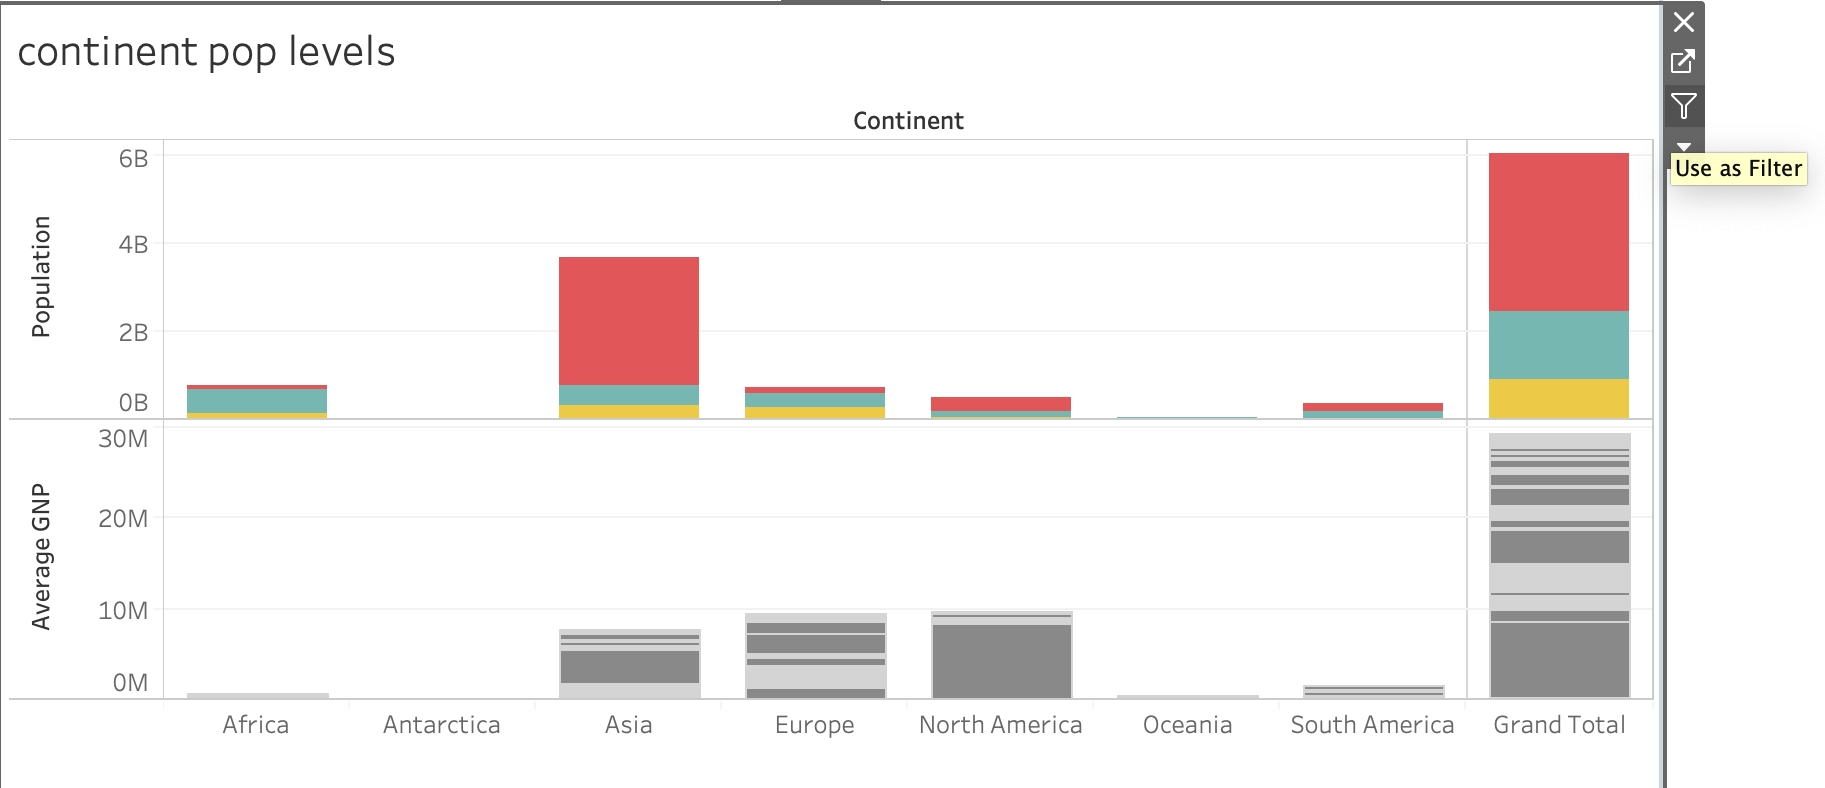 continent pop levels
Continent
Use as Filter
Population
6B
4B
2B
0B
Average GNP
30M
20M
10M
0M
Africa Antarctica Asia Europe North America Oceania South America Grand Total